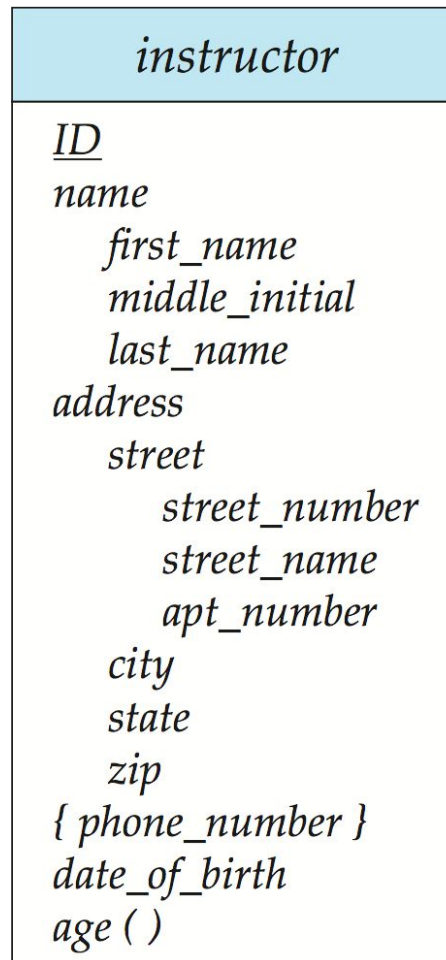 instructor
ID
name
first_name
middle_initial
last_name
address
street
street_number
street_name
apt_number
city
state
zip
{ phone_number }
date_of_birth
age ( )